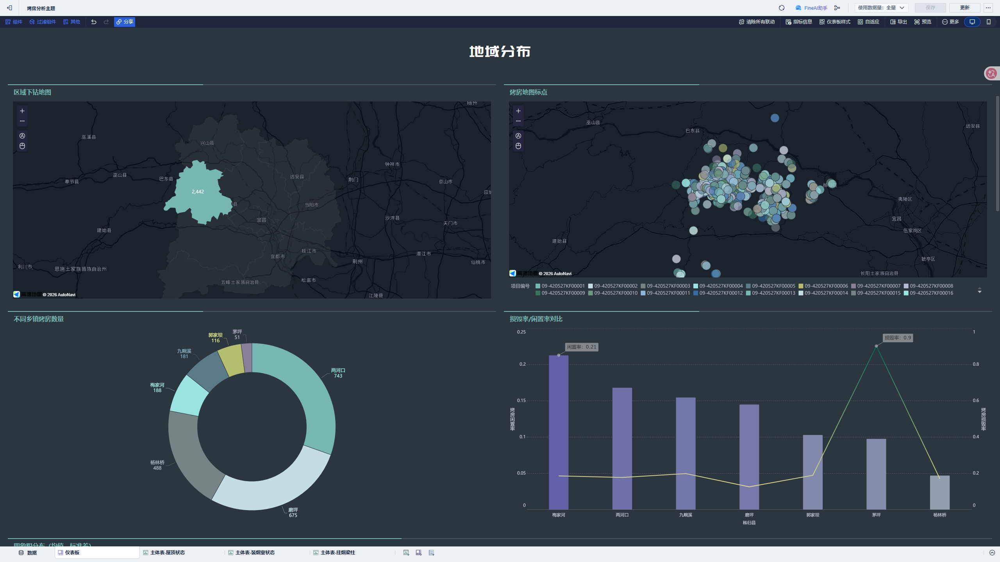 烤房分析主题
FineAI助手
使用数据量：全量
保存
更新
组件
过滤组件
其他
分享
清除所有联动
指标信息
仪表板样式
自适应
导出
预览
更多
地域分布
区域下钻地图
随州
巫溪县
兴山县
钟祥市
巫山县
奉节县
巴东县
远安县
荆门
京山市
2,442
应城
县
当阳市
宜昌
沙洋县
天门市
建始县
枝江市
宜都市
潜江市
荆州
仙桃市
利川市
恩施土家族苗族自治州
五峰土家族自治县
松滋市
江陵县
高德地图 © 2026 AutoNavi
烤房地图标点
巫山县
巴东县
远安县
秭归县
夷陵区
宜昌
伍家岗区
建始县
猇亭区
长阳土家族自治县
高德地图 © 2026 AutoNavi
项目编号 09-420527KF00001 09-420527KF00002 09-420527KF00003 09-420527KF00004 09-420527KF00005 09-420527KF00006 09-420527KF00007 09-420527KF00008
09-420527KF00009 09-420527KF00010 09-420527KF00011 09-420527KF00012 09-420527KF00013 09-420527KF00014 09-420527KF00015 09-420527KF00016
不同乡镇烤房数量
茅坪
51
郭家坝
116
九畹溪
181
两河口
743
梅家河
188
杨林桥
488
磨坪
675
损毁率/闲置率对比
0.25
0.2
0.15
0.1
0.05
0
烤房闲置率
闲置率：0.21
损毁率：0.9
1
0.8
0.6
0.4
0.2
0
烤房损毁率
梅家河 两河口 九畹溪 磨坪 郭家坝 茅坪 杨林桥
秭归县
四象限分布（均值、标准差）
数据
仪表板
主体表-屋顶状态
主体表-装烟室状态
主体表-挂烟梁柱